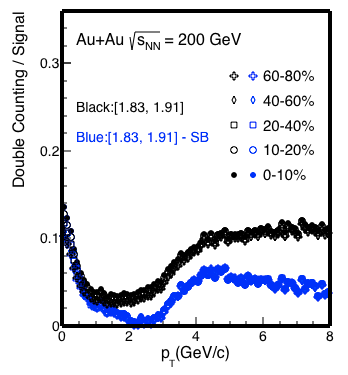 Double Counting / Signal
Au+Au √sNN = 200 GeV
Black:[1.83, 1.91]
Blue:[1.83, 1.91] - SB
60-80%
40-60%
20-40%
10-20%
0-10%
0.3
0.2
0.1
0
0 2 4 6 8
pT(GeV/c)